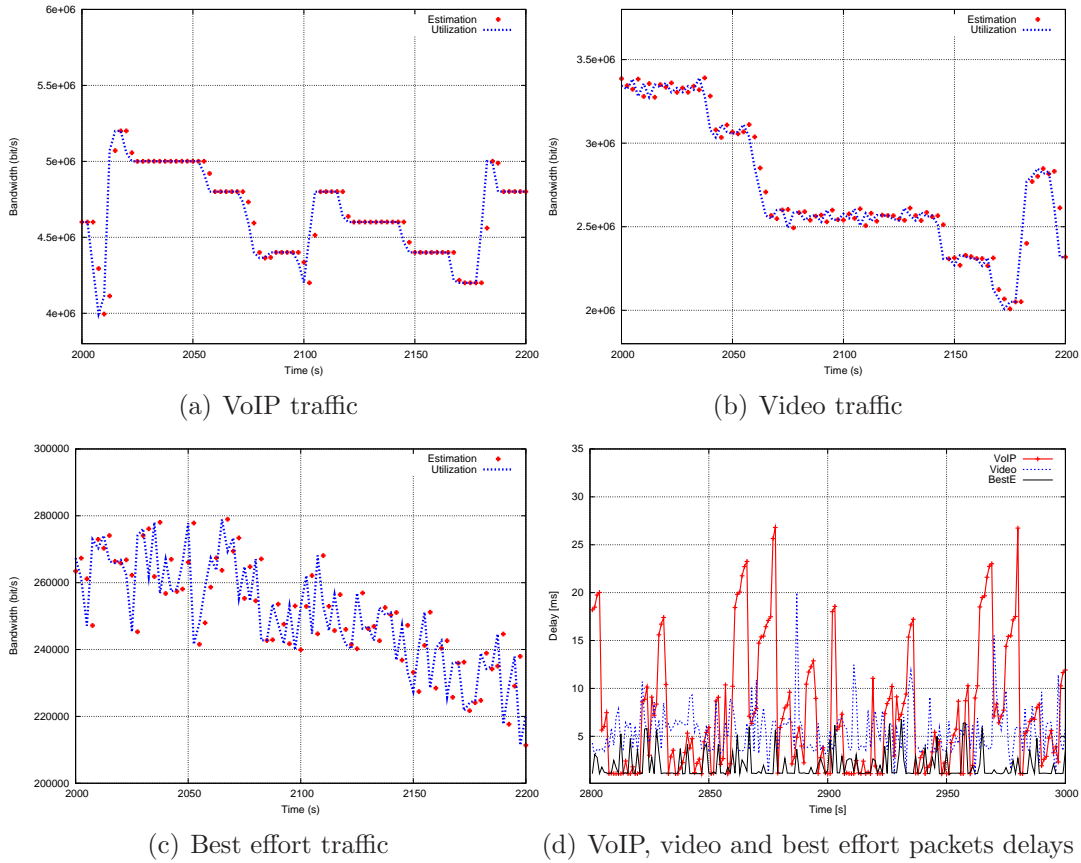 6e+06
5.5e+06
5e+06
4.5e+06
4e+06
Bandwidth (bit/s)
Estimation
Utilization
2000 2050 2100 2150 2200
Time (s)
(a) VoIP traffic
3.5e+06
3e+06
2.5e+06
2e+06
Bandwidth (bit/s)
Estimation
Utilization
2000 2050 2100 2150 2200
Time (s)
(b) Video traffic
300000
280000
260000
240000
220000
200000
Bandwidth (bit/s)
Estimation
Utilization
2000 2050 2100 2150 2200
Time (s)
(c) Best effort traffic
35
30
25
20
15
10
5
Delay [ms]
VoIP
Video
BestE
2800 2850 2900 2950 3000
Time [s]
(d) VoIP, video and best effort packets delays